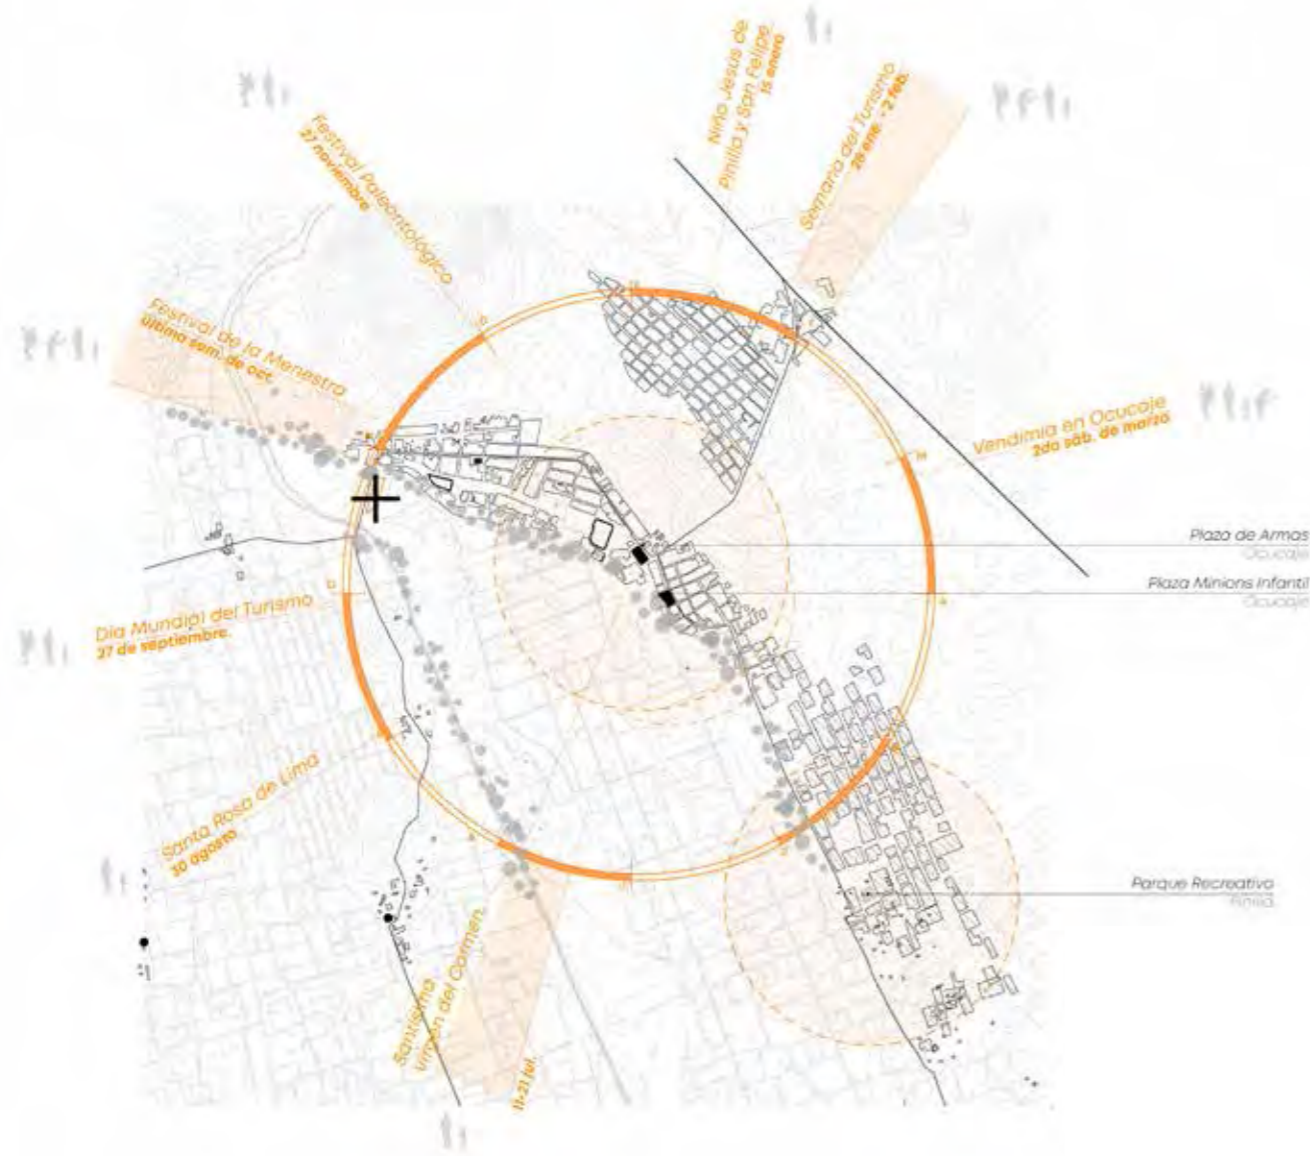 Niño Jesús de
Pinilla y San Felipe.
15 enero
Semana del Turismo
28 ene. - 2 feb.
Festival Paleontológico
27 noviembre
Festival de la Menestra
última sem. de oct.
Vendimia en Ocucaje
2do sáb. de marzo
Plaza de Armas
Ocucaje
Plaza Minions Infantil
Ocucaje
Día Mundial del Turismo
27 de septiembre.
Santa Rosa de Lima
30 agosto
Parque Recreativo
Pinilla
Santísima
Virgen del Carmen.
11-21 jul.